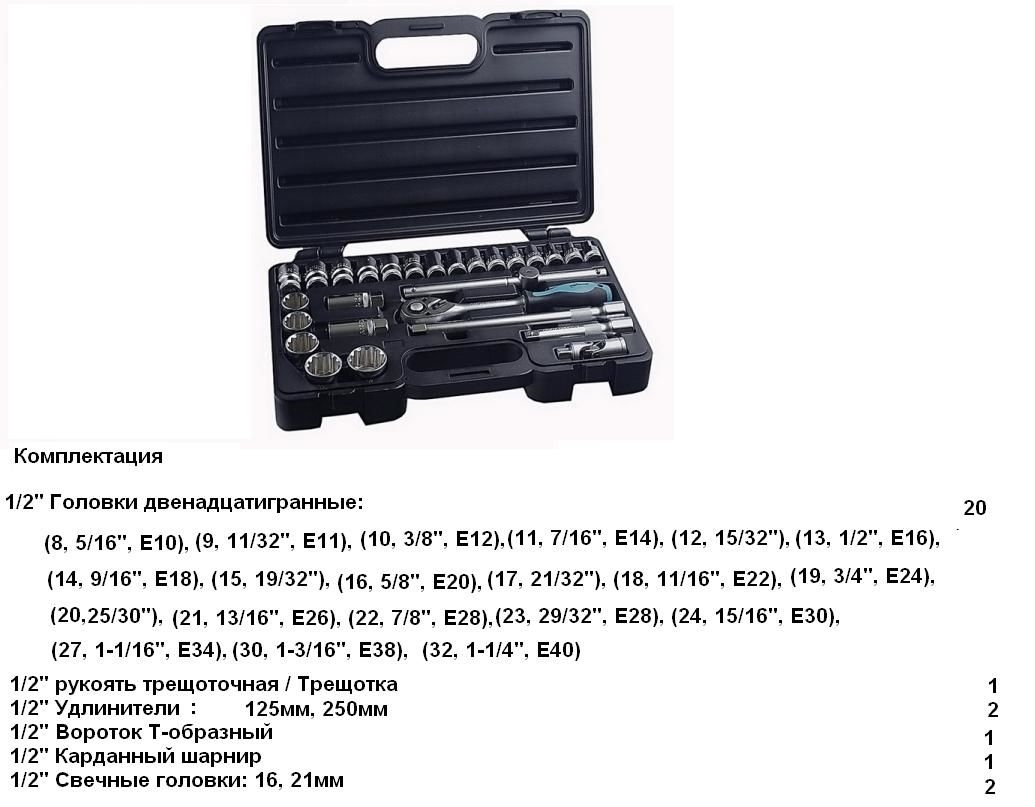 Комплектация
1/2" Головки двенадцатигранные: 20
(8, 5/16", E10), (9, 11/32", E11), (10, 3/8", E12),(11, 7/16", E14), (12, 15/32"), (13, 1/2", E16),
(14, 9/16", E18), (15, 19/32"), (16, 5/8", E20), (17, 21/32"), (18, 11/16", E22), (19, 3/4", E24),
(20,25/30"), (21, 13/16", E26), (22, 7/8", E28),(23, 29/32", E28), (24, 15/16", E30),
(27, 1-1/16", E34), (30, 1-3/16", E38), (32, 1-1/4", E40)
1/2" рукоять трещоточная / Трещотка 1
1/2" Удлинители : 125мм, 250мм 2
1/2" Вороток Т-образный 1
1/2" Карданный шарнир 1
1/2" Свечные головки: 16, 21мм 2